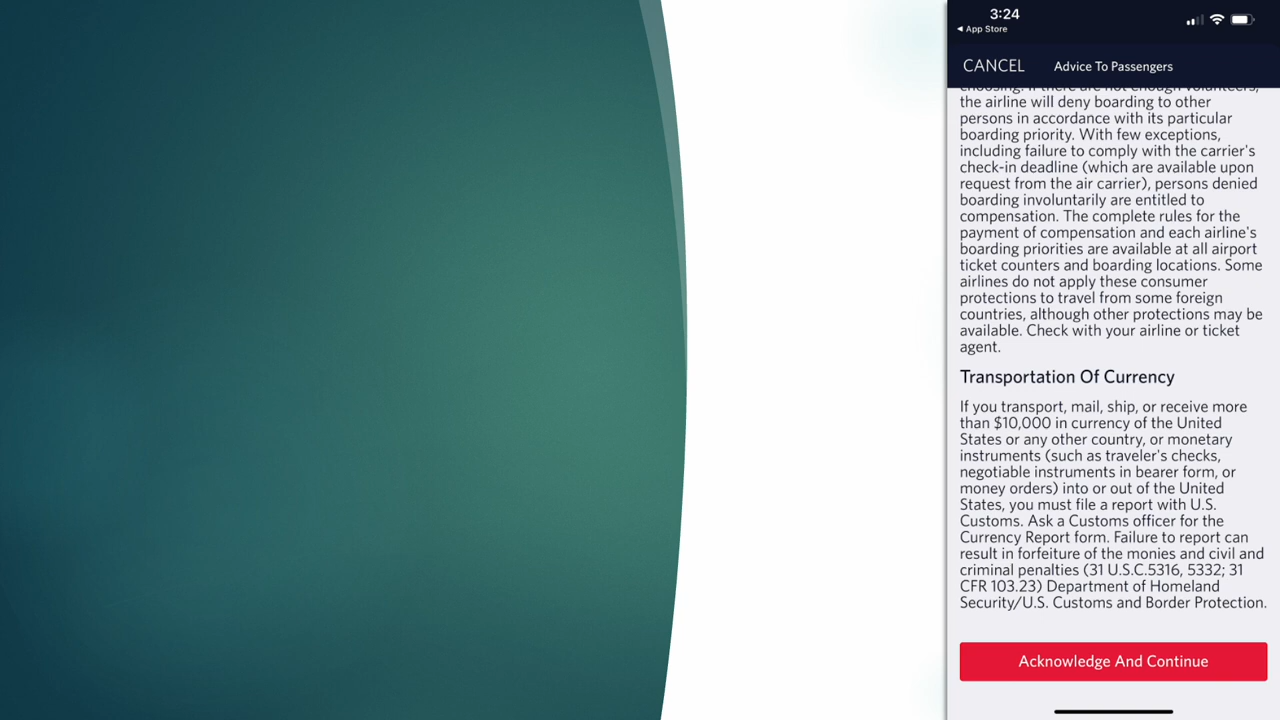 3:24
App Store
CANCEL
Advice To Passengers
choosing. If there are not enough volunteers,
the airline will deny boarding to other
persons in accordance with its particular
boarding priority. With few exceptions,
including failure to comply with the carrier's
check-in deadline (which are available upon
request from the air carrier), persons denied
boarding involuntarily are entitled to
compensation. The complete rules for the
payment of compensation and each airline's
boarding priorities are available at all airport
ticket counters and boarding locations. Some
airlines do not apply these consumer
protections to travel from some foreign
countries, although other protections may be
available. Check with your airline or ticket
agent.
Transportation Of Currency
If you transport, mail, ship, or receive more
than $10,000 in currency of the United
States or any other country, or monetary
instruments (such as traveler's checks,
negotiable instruments in bearer form, or
money orders) into or out of the United
States, you must file a report with U.S.
Customs. Ask a Customs officer for the
Currency Report form. Failure to report can
result in forfeiture of the monies and civil and
criminal penalties (31 U.S.C.5316, 5332; 31
CFR 103.23) Department of Homeland
Security/U.S. Customs and Border Protection.
Acknowledge And Continue